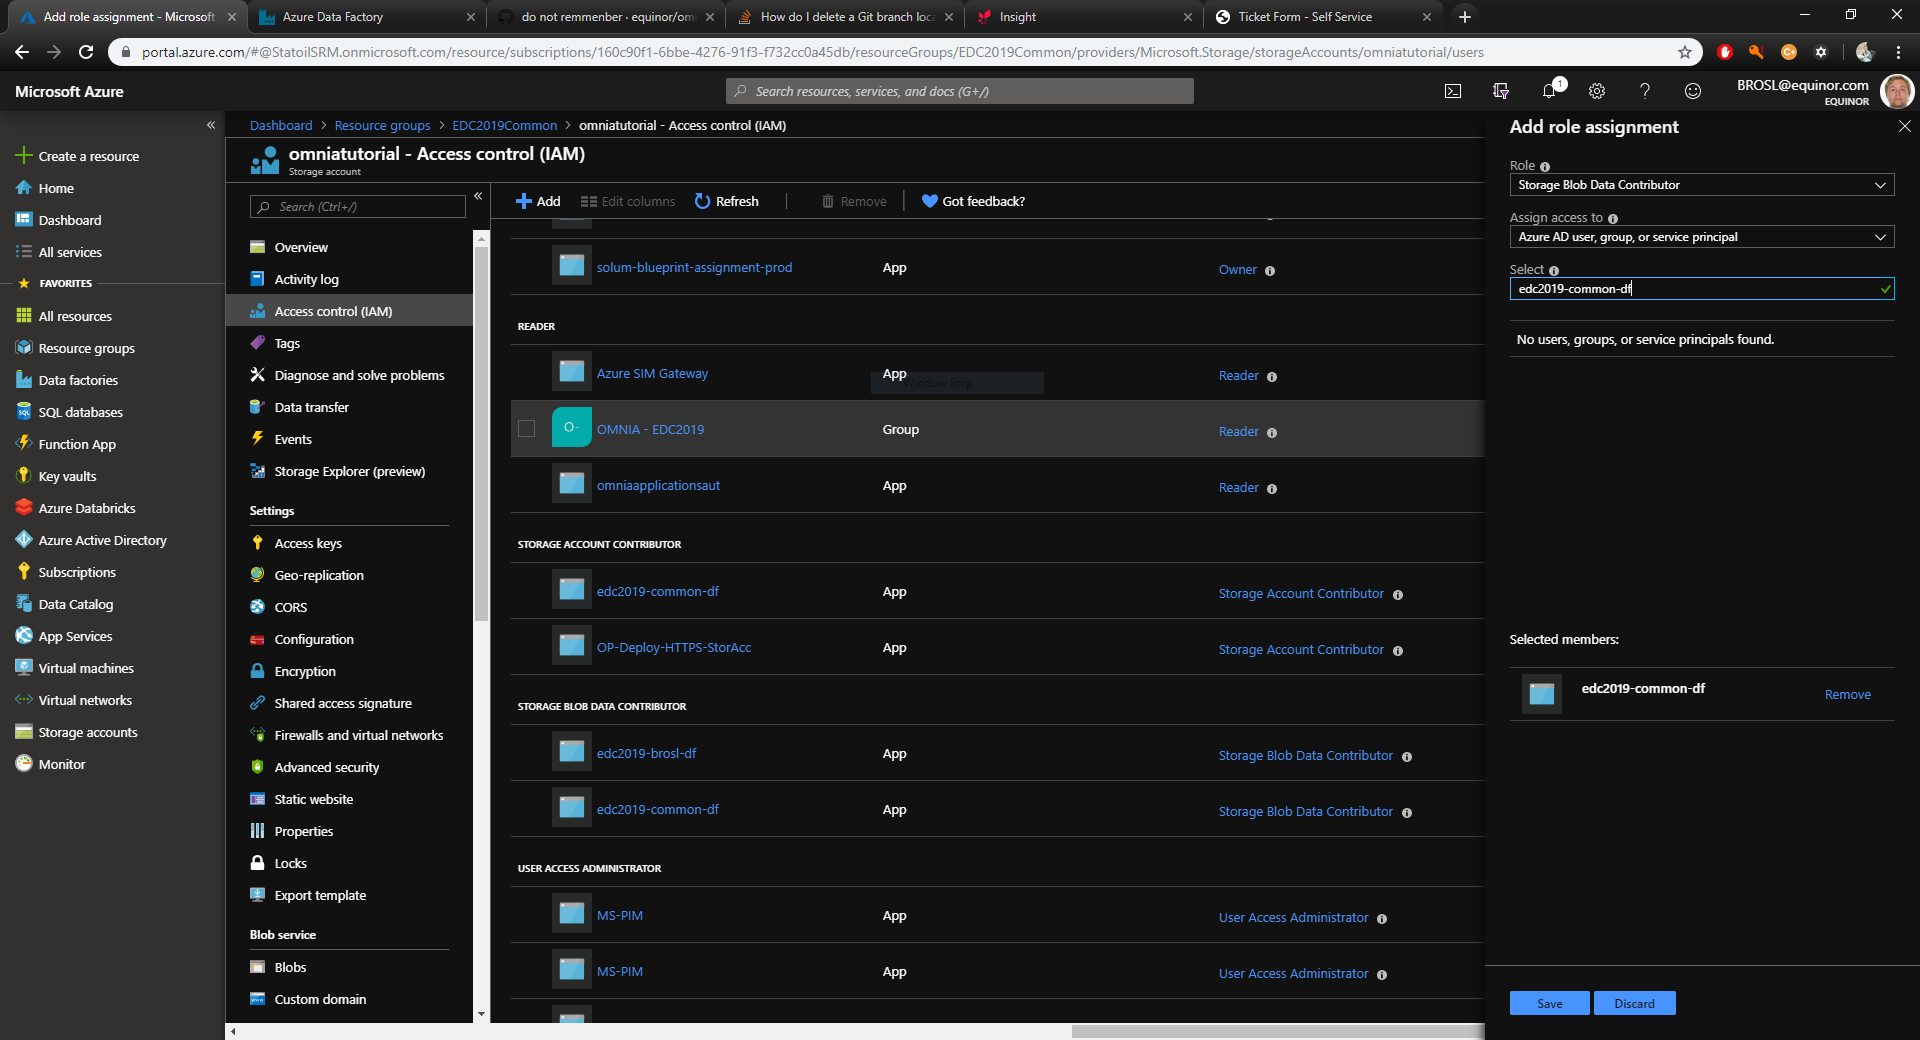 Add role assignment - Microsoft
Azure Data Factory
do not remmenber · equinor/om
How do I delete a Git branch loc
Insight
Ticket Form - Self Service
portal.azure.com/#@StatoilSRM.onmicrosoft.com/resource/subscriptions/160c90f1-6bbe-4276-91f3-f732cc0a45db/resourceGroups/EDC2019Common/providers/Microsoft.Storage/storageAccounts/omniatutorial/users
Microsoft Azure
Search resources, services, and docs (G+/)
1
BROSL@equinor.com
EQUINOR
Create a resource
Home
Dashboard
All services
FAVORITES
All resources
Resource groups
Data factories
SQL databases
Function App
Key vaults
Azure Databricks
Azure Active Directory
Subscriptions
Data Catalog
App Services
Virtual machines
Virtual networks
Storage accounts
Monitor
Dashboard > Resource groups > EDC2019Common > omniatutorial - Access control (IAM)
omniatutorial - Access control (IAM)
Storage account
Search (Ctrl+/)
Overview
Activity log
Access control (IAM)
Tags
Diagnose and solve problems
Data transfer
Events
Storage Explorer (preview)
Settings
Access keys
Geo-replication
CORS
Configuration
Encryption
Shared access signature
Firewalls and virtual networks
Advanced security
Static website
Properties
Locks
Export template
Blob service
Blobs
Custom domain
Add
Edit columns
Refresh
Remove
Got feedback?
solum-blueprint-assignment-prod App Owner
READER
Azure SIM Gateway App Reader
Window Snip
O-
OMNIA - EDC2019 Group Reader
omniaapplicationsaut App Reader
STORAGE ACCOUNT CONTRIBUTOR
edc2019-common-df App Storage Account Contributor
OP-Deploy-HTTPS-StorAcc App Storage Account Contributor
STORAGE BLOB DATA CONTRIBUTOR
edc2019-brosl-df App Storage Blob Data Contributor
edc2019-common-df App Storage Blob Data Contributor
USER ACCESS ADMINISTRATOR
MS-PIM App User Access Administrator
MS-PIM App User Access Administrator
Add role assignment
Role
Storage Blob Data Contributor
Assign access to
Azure AD user, group, or service principal
Select
edc2019-common-df
No users, groups, or service principals found.
Selected members:
edc2019-common-df
Remove
Save
Discard